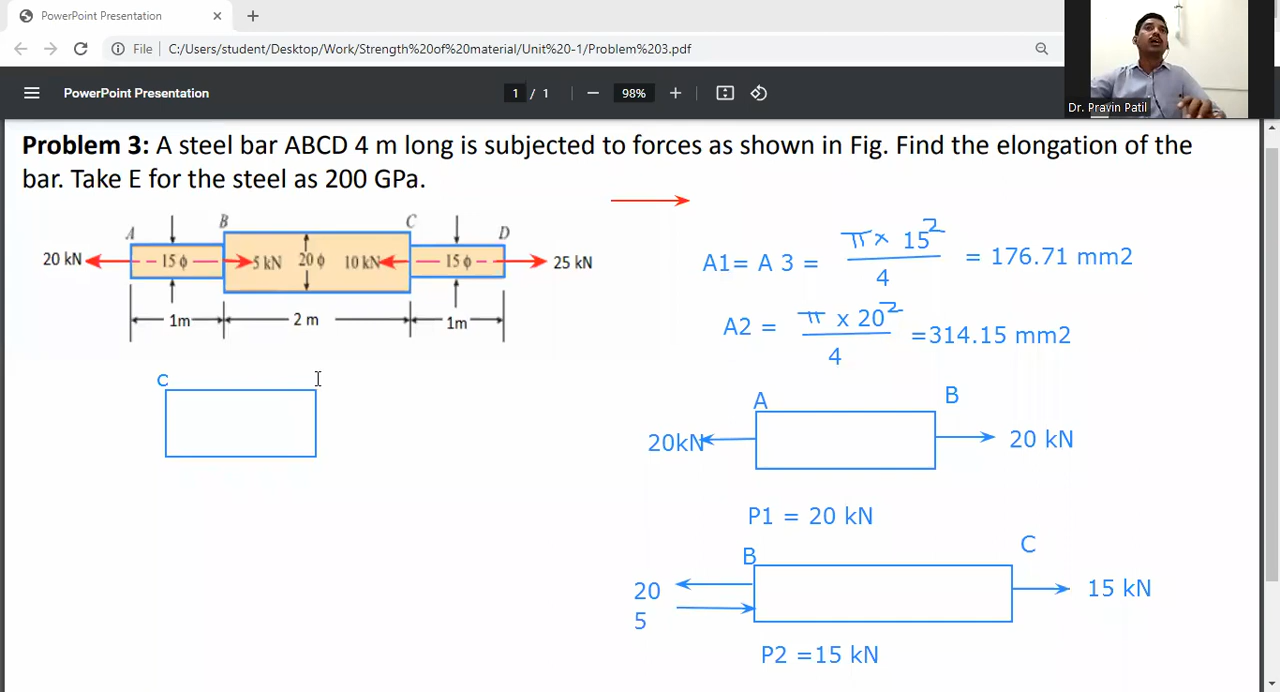 PowerPoint Presentation
File
C:/Users/student/Desktop/Work/Strength%20of%20material/Unit%20-1/Problem%203.pdf
PowerPoint Presentation
1 / 1
98%
Dr. Pravin Patil
Problem 3: A steel bar ABCD 4 m long is subjected to forces as shown in Fig. Find the elongation of the
bar. Take E for the steel as 200 GPa.
A B C D
20 kN 15 ϕ 5 kN 20 ϕ 10 kN 15 ϕ 25 kN
1m 2 m 1m
C
A1= A 3 = π x 15² / 4 = 176.71 mm2
A2 = π x 20² / 4 =314.15 mm2
A B
20kN 20 kN
P1 = 20 kN
B C
20 15 kN
5
P2 =15 kN